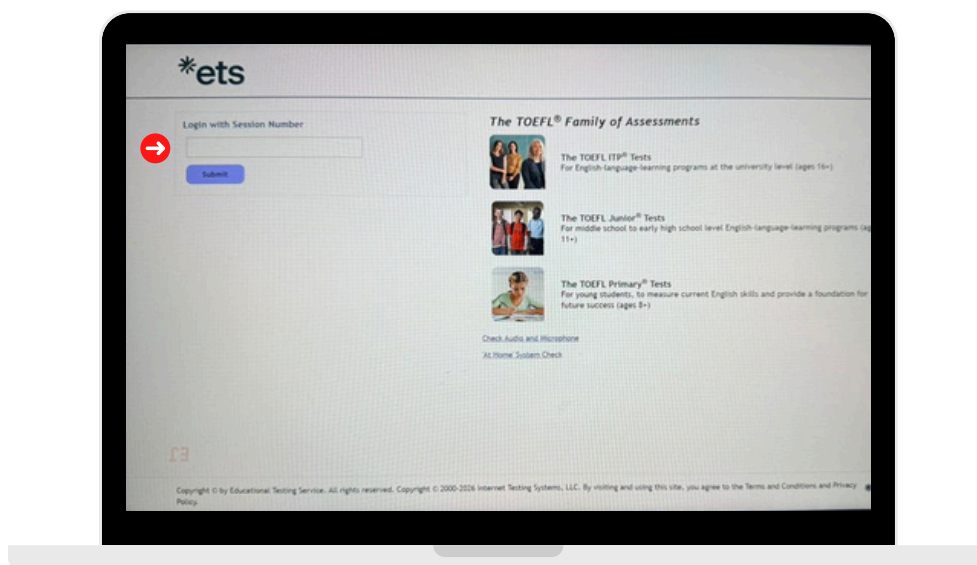 *ets
Login with Session Number
Submit
The TOEFL® Family of Assessments
The TOEFL ITP® Tests
For English-language-learning programs at the university level (ages 16+)
The TOEFL Junior® Tests
For middle school to early high school level English-language-learning programs (ag
11+)
The TOEFL Primary® Tests
For young students, to measure current English skills and provide a foundation for
future success (ages 8+)
Check Audio and Microphone
'At Home' System Check
Copyright © by Educational Testing Service. All rights reserved. Copyright © 2000-2026 Internet Testing Systems, LLC. By visiting and using this site, you agree to the Terms and Conditions and Privacy
Policy.